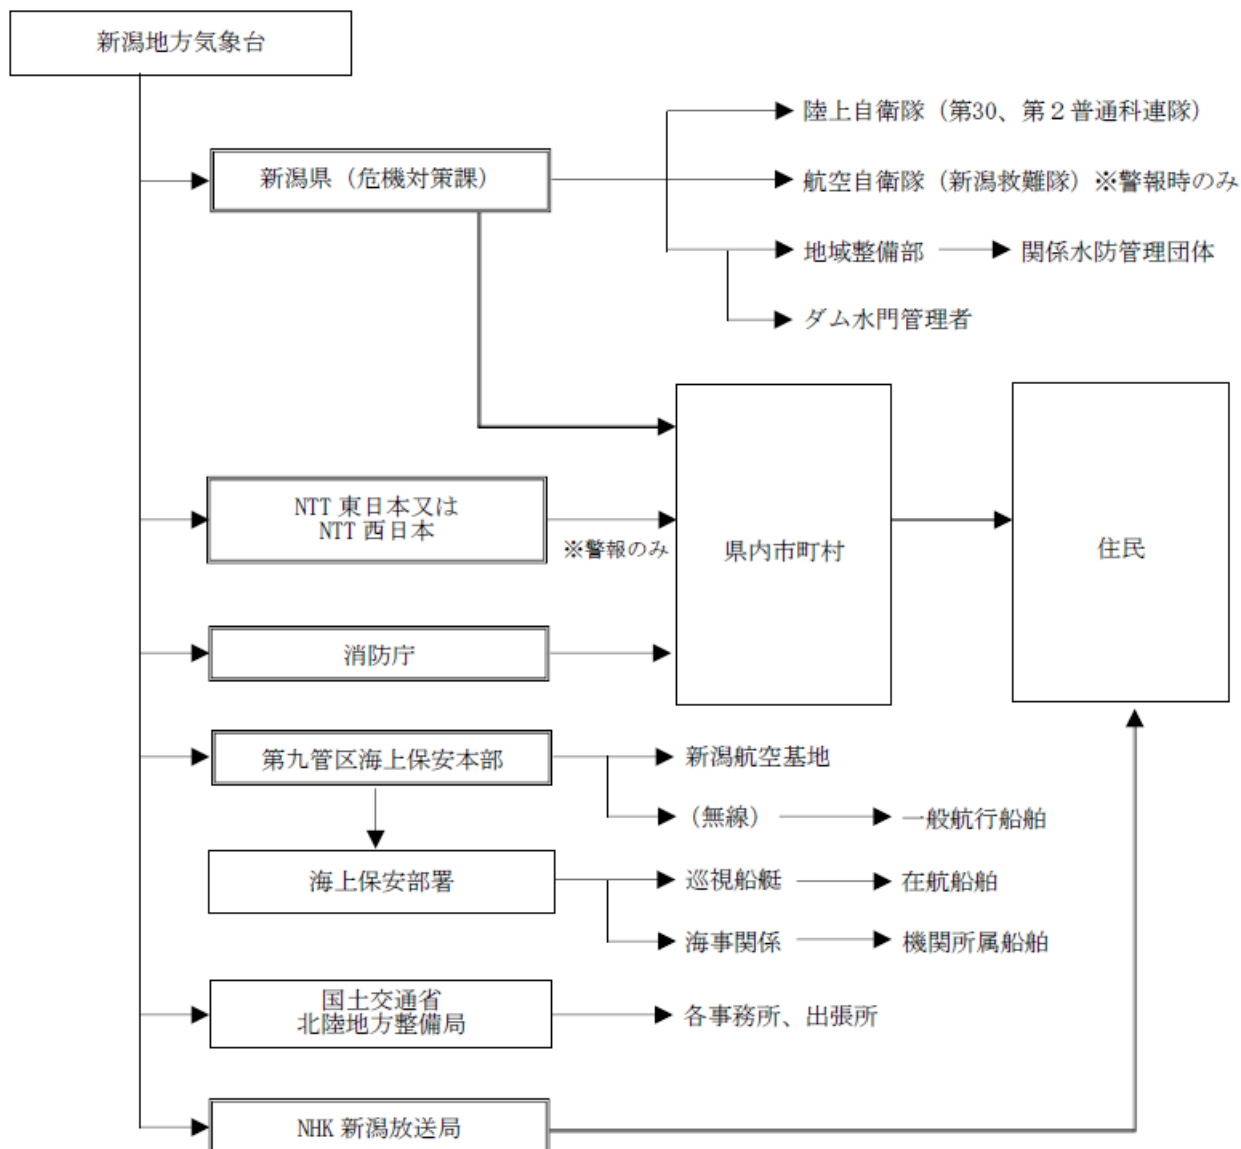 新潟地方気象台
陸上自衛隊（第30、第２普通科連隊）
新潟県（危機対策課）
航空自衛隊（新潟救難隊）※警報時のみ
地域整備部
関係水防管理団体
ダム水門管理者
NTT 東日本又は
NTT 西日本
※警報のみ
県内市町村
住民
消防庁
第九管区海上保安本部
新潟航空基地
（無線）
一般航行船舶
海上保安部署
巡視船艇
在航船舶
海事関係
機関所属船舶
国土交通省
北陸地方整備局
各事務所、出張所
NHK 新潟放送局